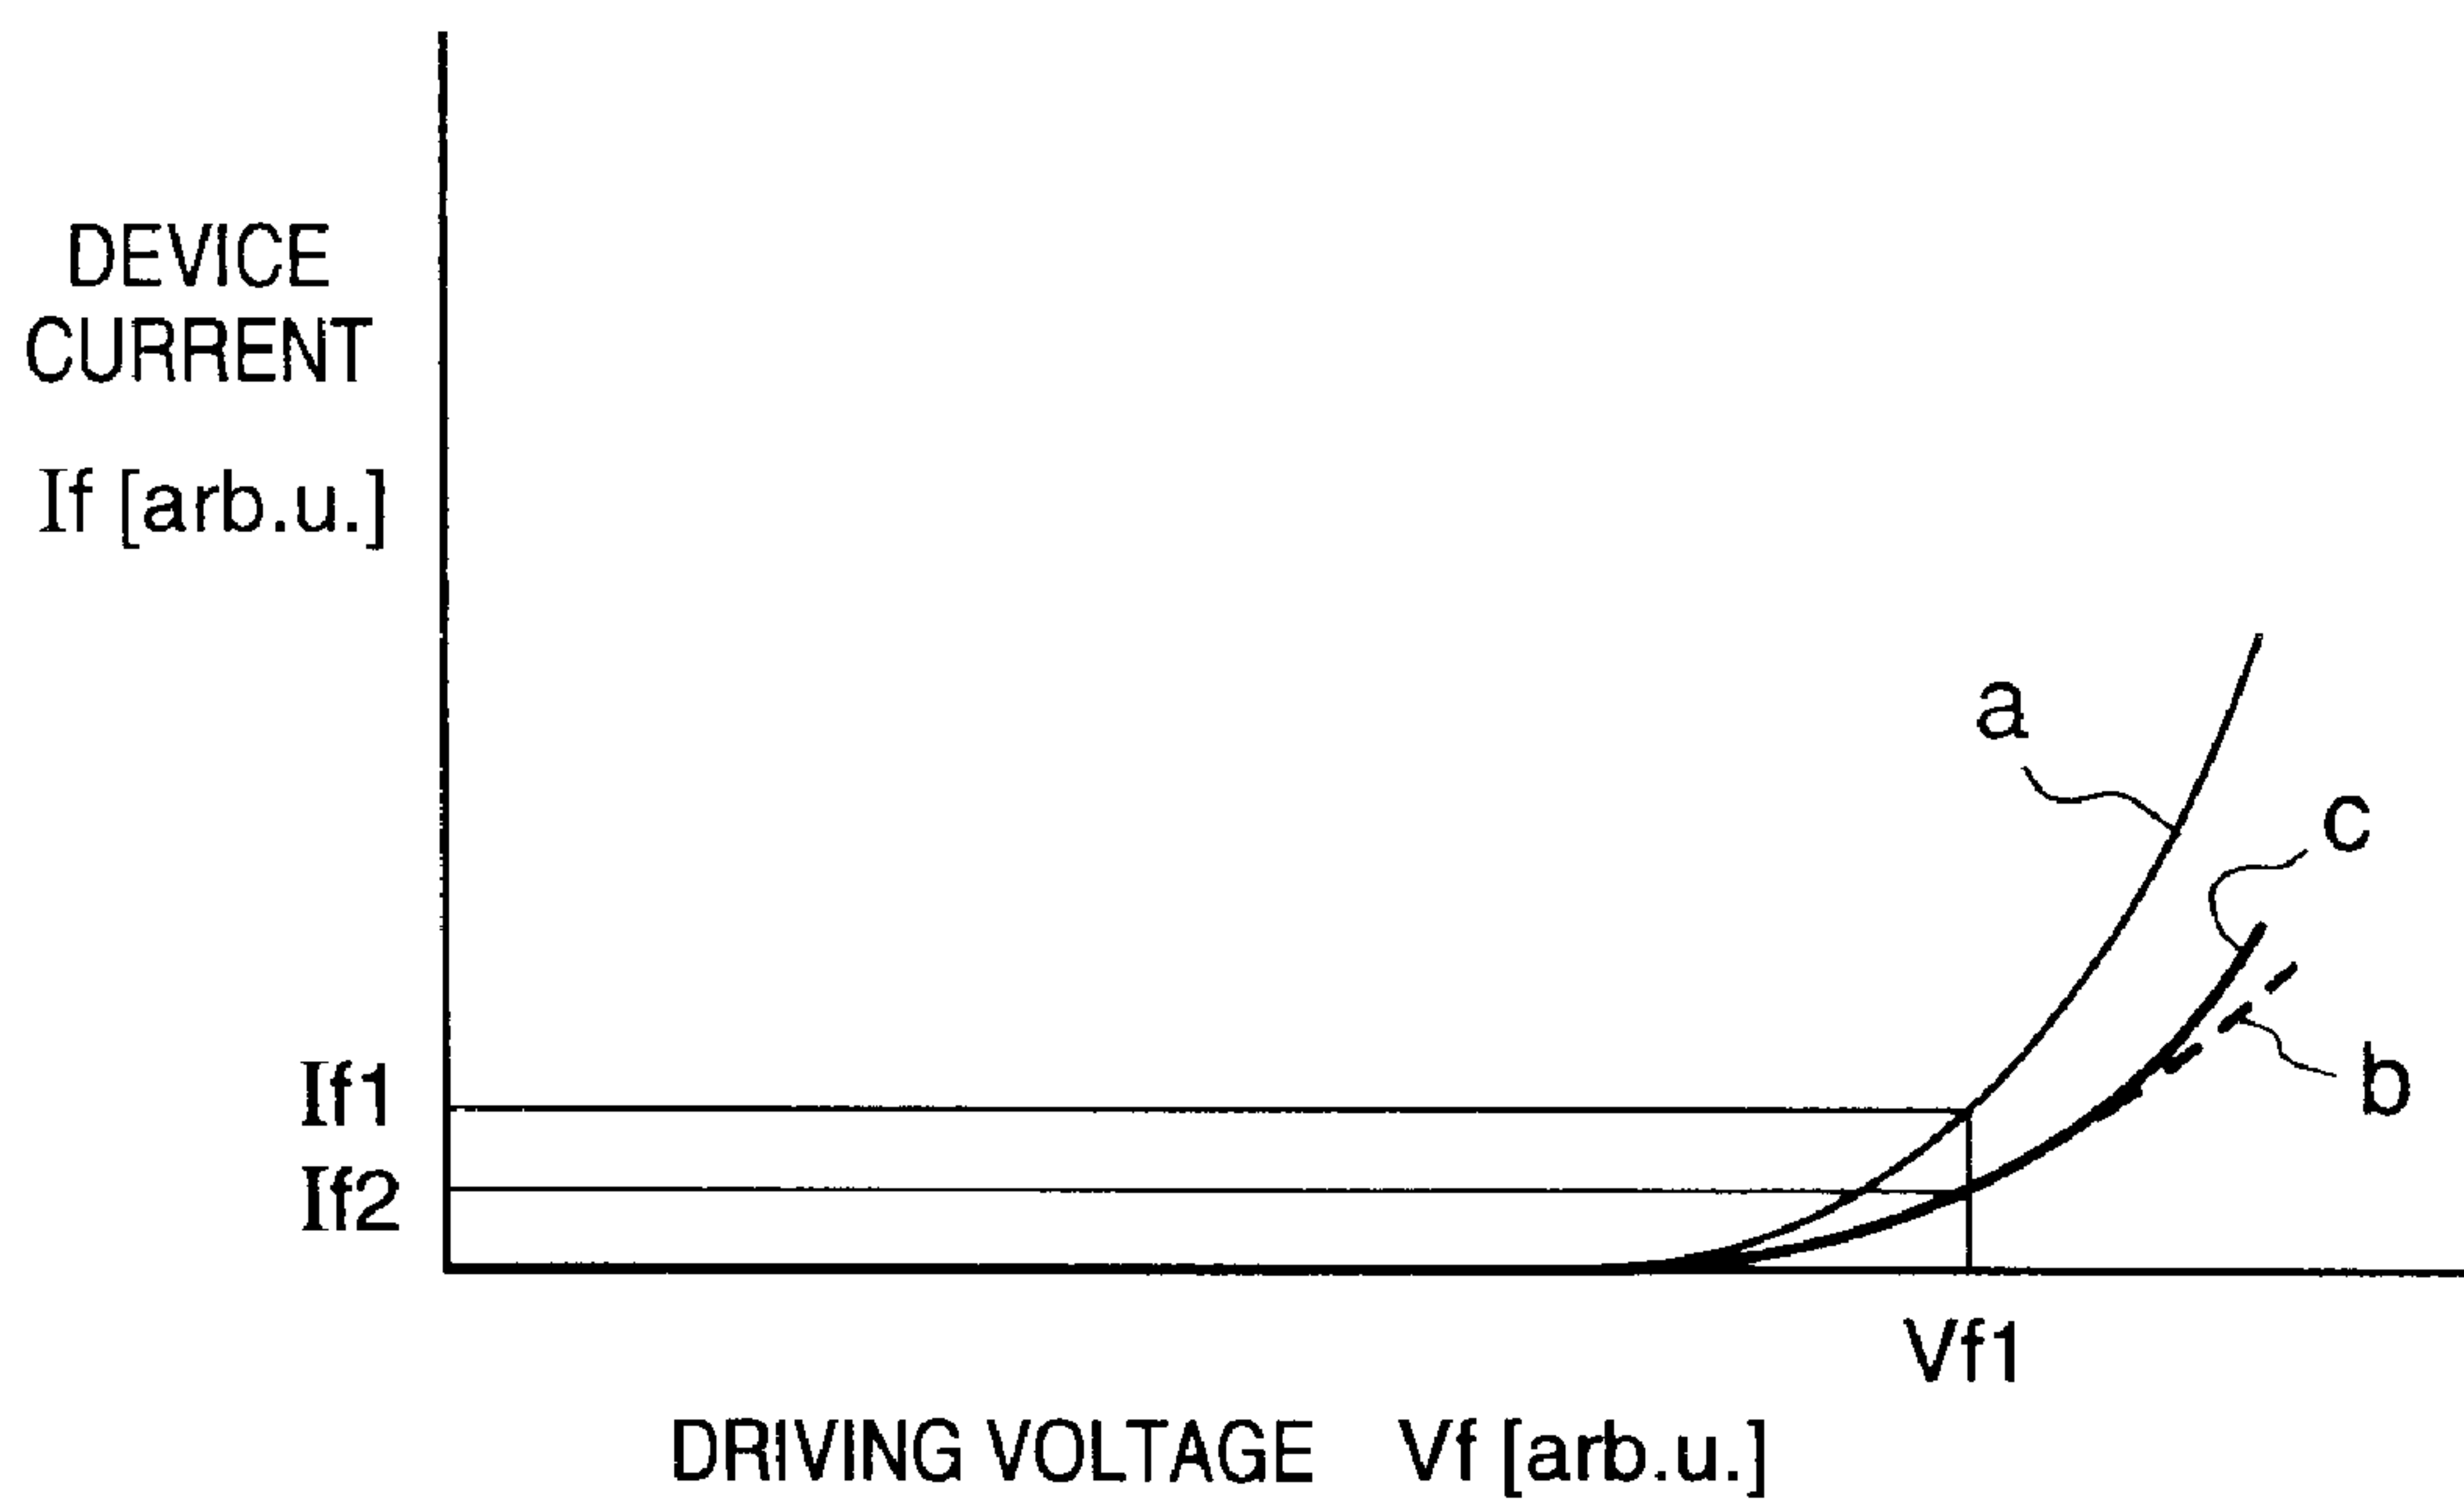 DEVICE
CURRENT
If [arb.u.]
a
c
b
If1
If2
Vf1
DRIVING VOLTAGE Vf [arb.u.]